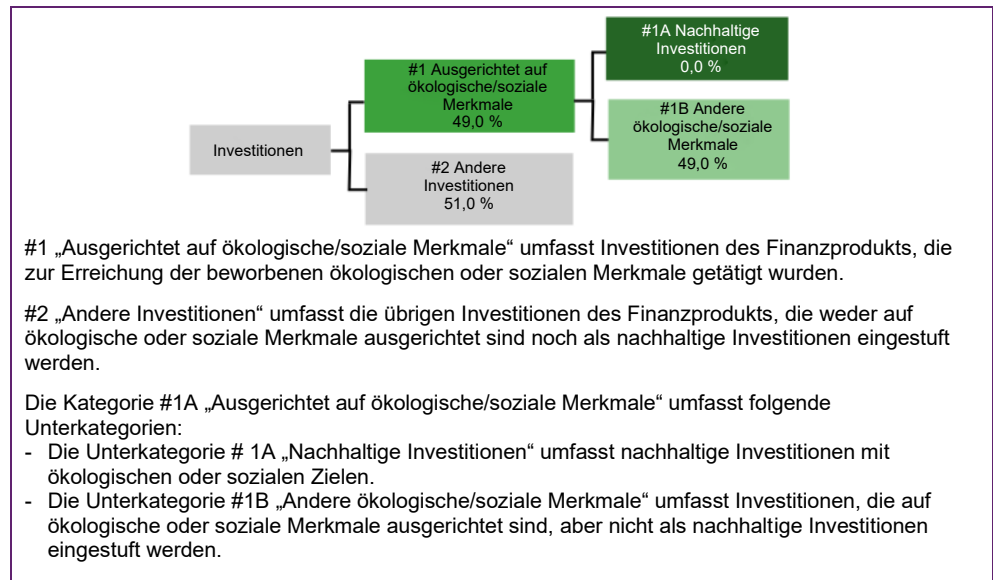 #1A Nachhaltige
Investitionen
0,0 %
#1 Ausgerichtet auf
ökologische/soziale
Merkmale
49,0 %
#1B Andere
ökologische/soziale
Merkmale
49,0 %
Investitionen
#2 Andere
Investitionen
51,0 %
#1 „Ausgerichtet auf ökologische/soziale Merkmale“ umfasst Investitionen des Finanzprodukts, die
zur Erreichung der beworbenen ökologischen oder sozialen Merkmale getätigt wurden.
#2 „Andere Investitionen“ umfasst die übrigen Investitionen des Finanzprodukts, die weder auf
ökologische oder soziale Merkmale ausgerichtet sind noch als nachhaltige Investitionen eingestuft
werden.
Die Kategorie #1A „Ausgerichtet auf ökologische/soziale Merkmale“ umfasst folgende
Unterkategorien:
- Die Unterkategorie # 1A „Nachhaltige Investitionen“ umfasst nachhaltige Investitionen mit
ökologischen oder sozialen Zielen.
- Die Unterkategorie #1B „Andere ökologische/soziale Merkmale“ umfasst Investitionen, die auf
ökologische oder soziale Merkmale ausgerichtet sind, aber nicht als nachhaltige Investitionen
eingestuft werden.